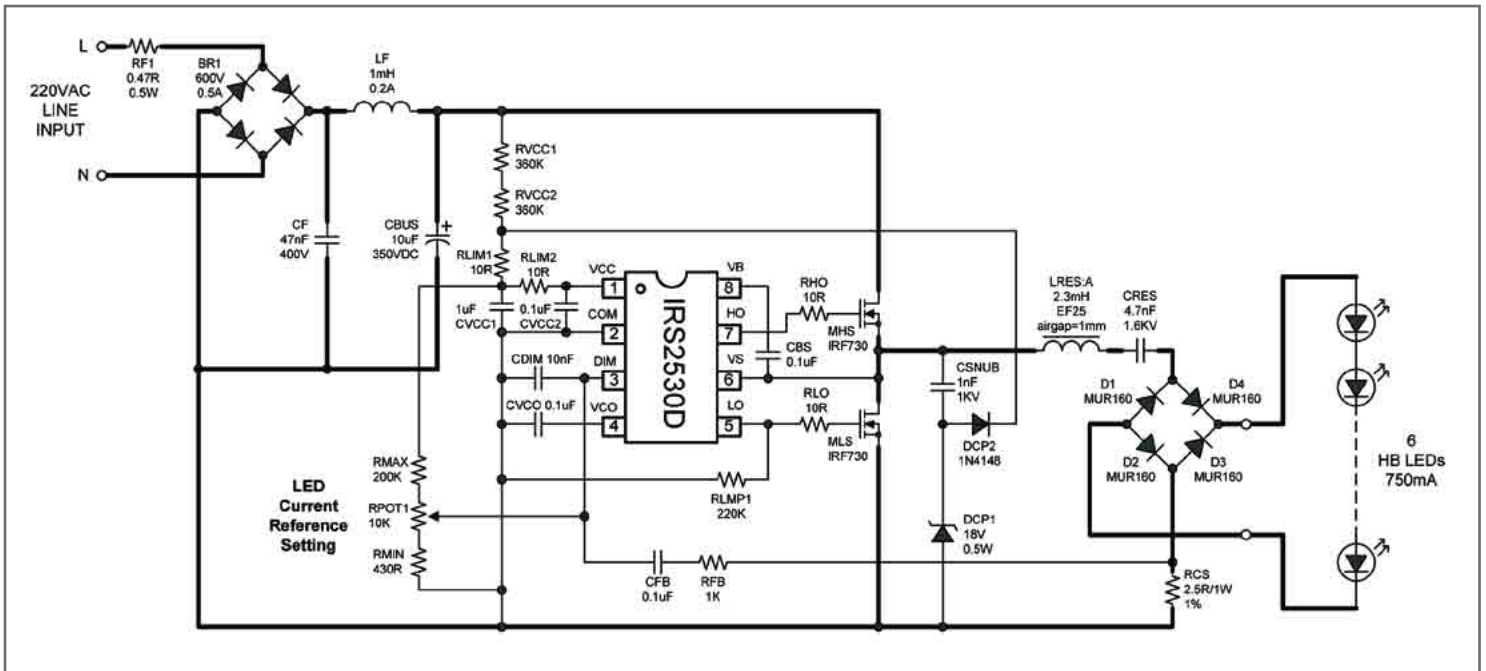 L
RF1
0.47R
0.5W
BR1
600V
0.5A
220VAC
LINE
INPUT
N
LF
1mH
0.2A
CF
47nF
400V
CBUS
10uF
350VDC
+
RVCC1
360K
RVCC2
360K
RLIM1
10R
RLIM2
10R
VCC
1
1uF
CVCC1
0.1uF
CVCC2
COM
2
CDIM 10nF
DIM
3
CVCO 0.1uF
VCO
4
IRS2530D
VB
8
HO
7
VS
6
LO
5
RHO
10R
MHS
IRF730
CBS
0.1uF
RLO
10R
MLS
IRF730
RLMP1
220K
CSNUB
1nF
1KV
DCP2
1N4148
DCP1
18V
0.5W
LRES:A
2.3mH
EF25
airgap=1mm
CRES
4.7nF
1.6KV
D1
MUR160
D4
MUR160
D2
MUR160
D3
MUR160
6
HB LEDs
750mA
RMAX
200K
LED
Current
Reference
Setting
RPOT1
10K
RMIN
430R
CFB
0.1uF
RFB
1K
RCS
2.5R/1W
1%